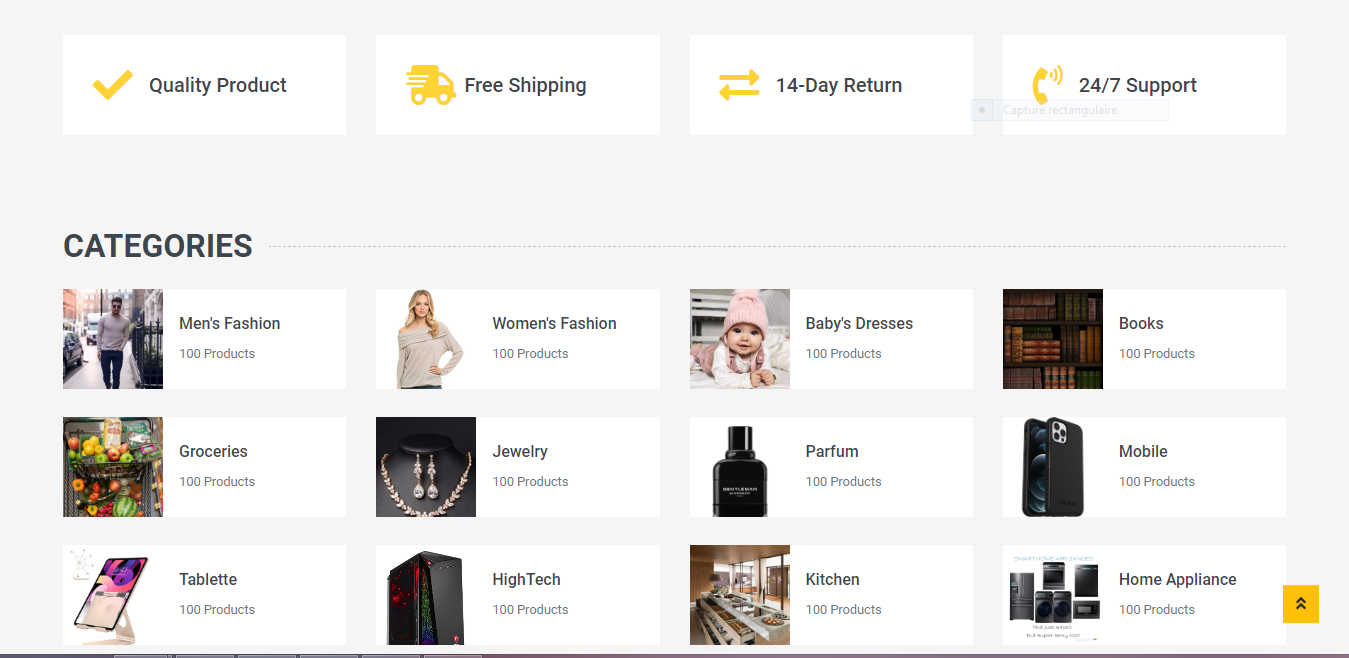 Quality Product
Free Shipping
14-Day Return
24/7 Support
Capture rectangulaire
CATEGORIES
Men's Fashion
100 Products
Women's Fashion
100 Products
Baby's Dresses
100 Products
Books
100 Products
Groceries
100 Products
Jewelry
100 Products
GENTLEMAN
Parfum
100 Products
Mobile
100 Products
Tablette
100 Products
HighTech
100 Products
Kitchen
100 Products
SMART HOME APPLIANCES
Not just smart
but super sexy too!
Home Appliance
100 Products